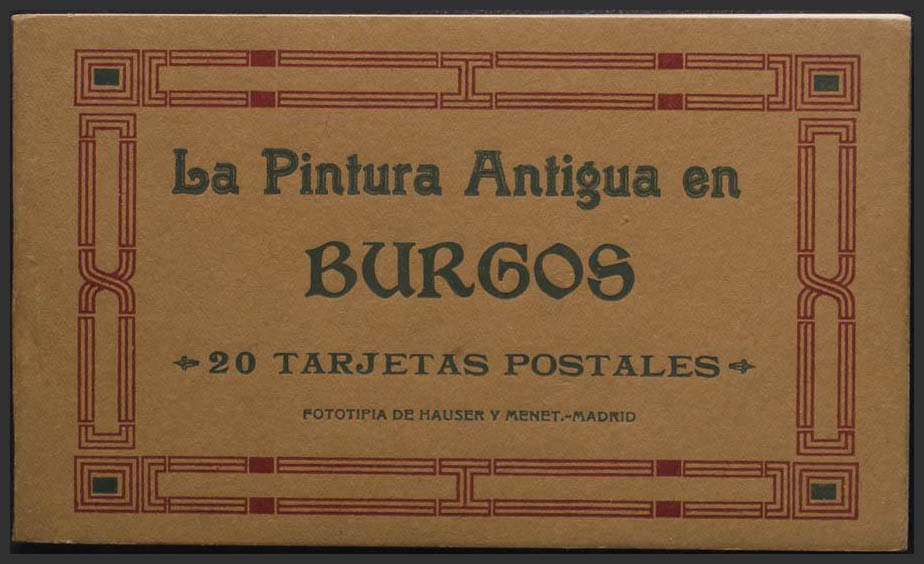 La Pintura Antigua en
BURGOS
20 TARJETAS POSTALES
FOTOTIPIA DE HAUSER Y MENET.-MADRID